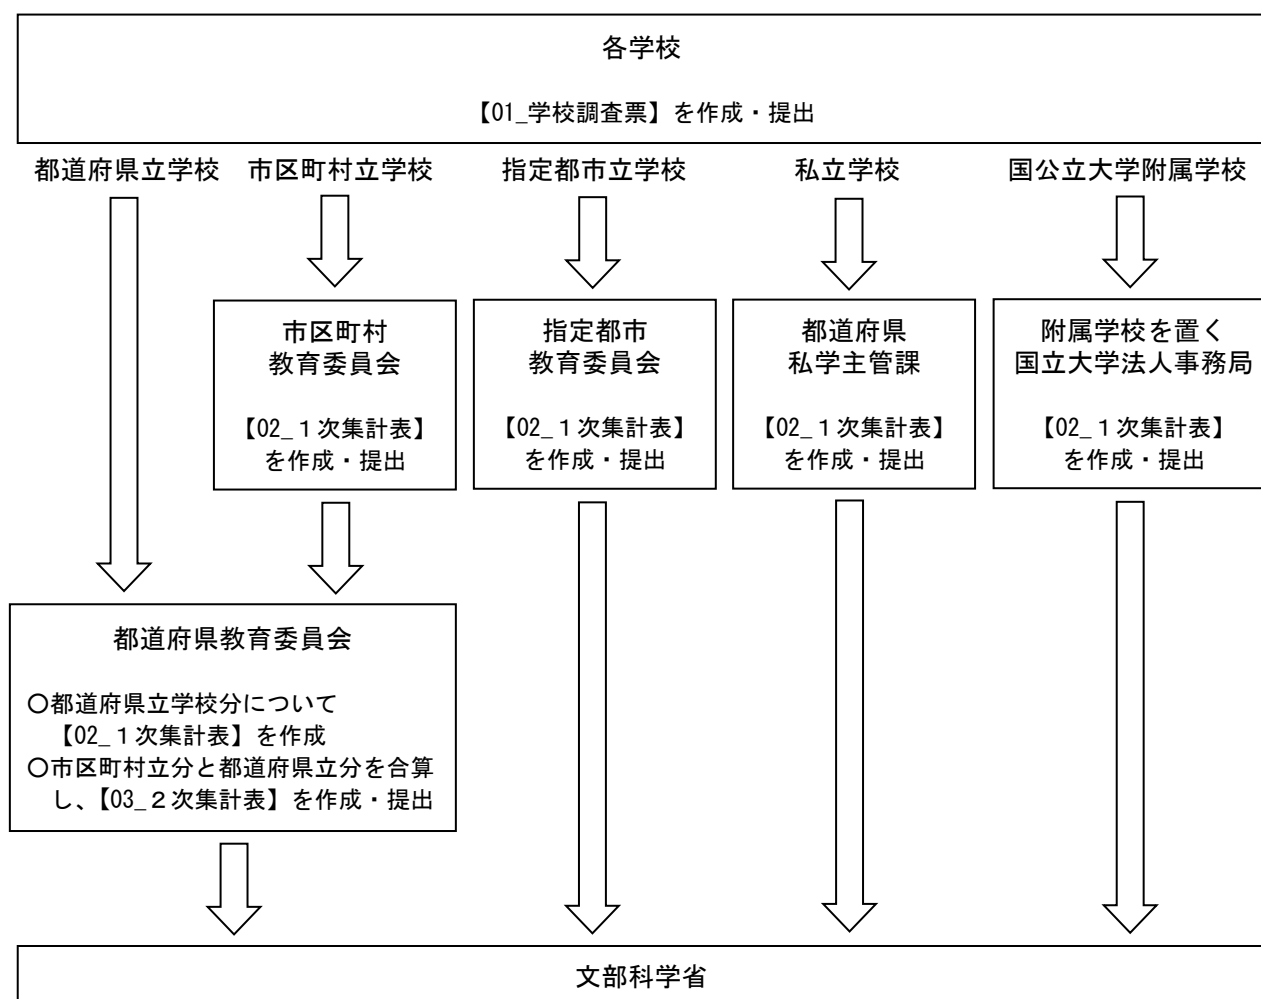 各学校
【01_学校調査票】を作成・提出
都道府県立学校
市区町村立学校
指定都市立学校
私立学校
国公立大学附属学校
市区町村
教育委員会
【02_１次集計表】
を作成・提出
指定都市
教育委員会
【02_１次集計表】
を作成・提出
都道府県
私学主管課
【02_１次集計表】
を作成・提出
附属学校を置く
国立大学法人事務局
【02_１次集計表】
を作成・提出
都道府県教育委員会
〇都道府県立学校分について
【02_１次集計表】を作成
〇市区町村立分と都道府県立分を合算
し、【03_２次集計表】を作成・提出
文部科学省